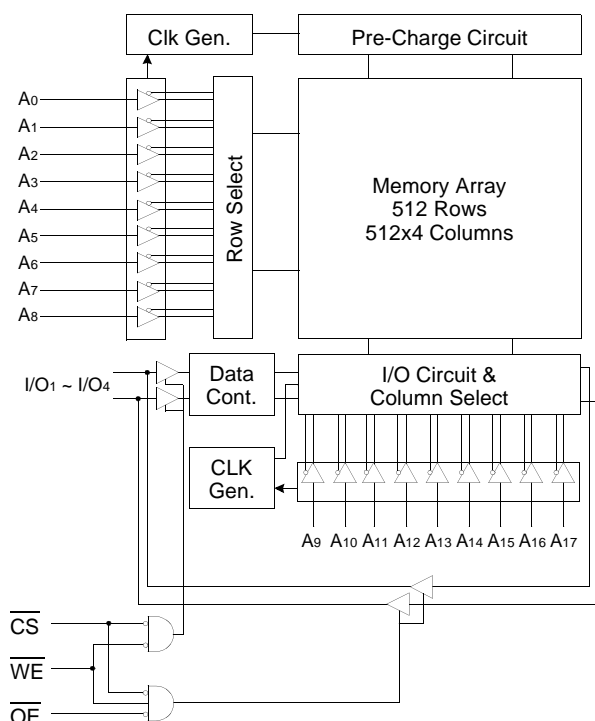 Clk Gen.
Pre-Charge Circuit
A0
A1
A2
A3
A4
A5
A6
A7
A8
Row Select
Memory Array
512 Rows
512x4 Columns
I/O1 ~ I/O4
Data
Cont.
I/O Circuit &
Column Select
CLK
Gen.
A9 A10 A11 A12 A13 A14 A15 A16 A17
CS
WE
OE